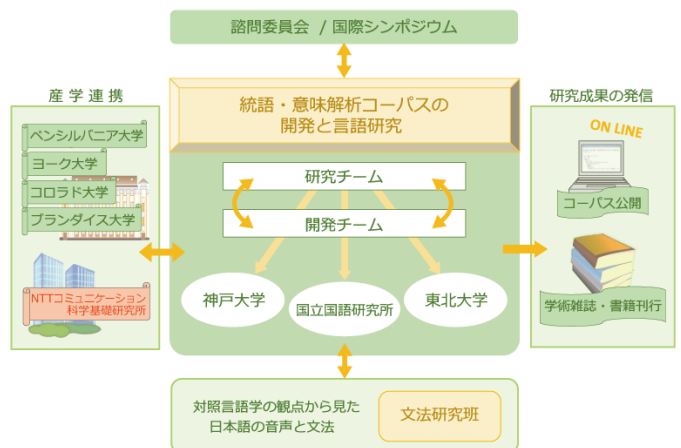 諮問委員会 / 国際シンポジウム
産学連携
ペンシルバニア大学
ヨーク大学
コロラド大学
ブランダイス大学
NTTコミュニケーション
科学基礎研究所
統語・意味解析コーパスの
開発と言語研究
研究チーム
開発チーム
神戸大学
国立国語研究所
東北大学
研究成果の発信
ON LINE
コーパス公開
学術雑誌・書籍刊行
対照言語学の観点から見た
日本語の音声と文法
文法研究班